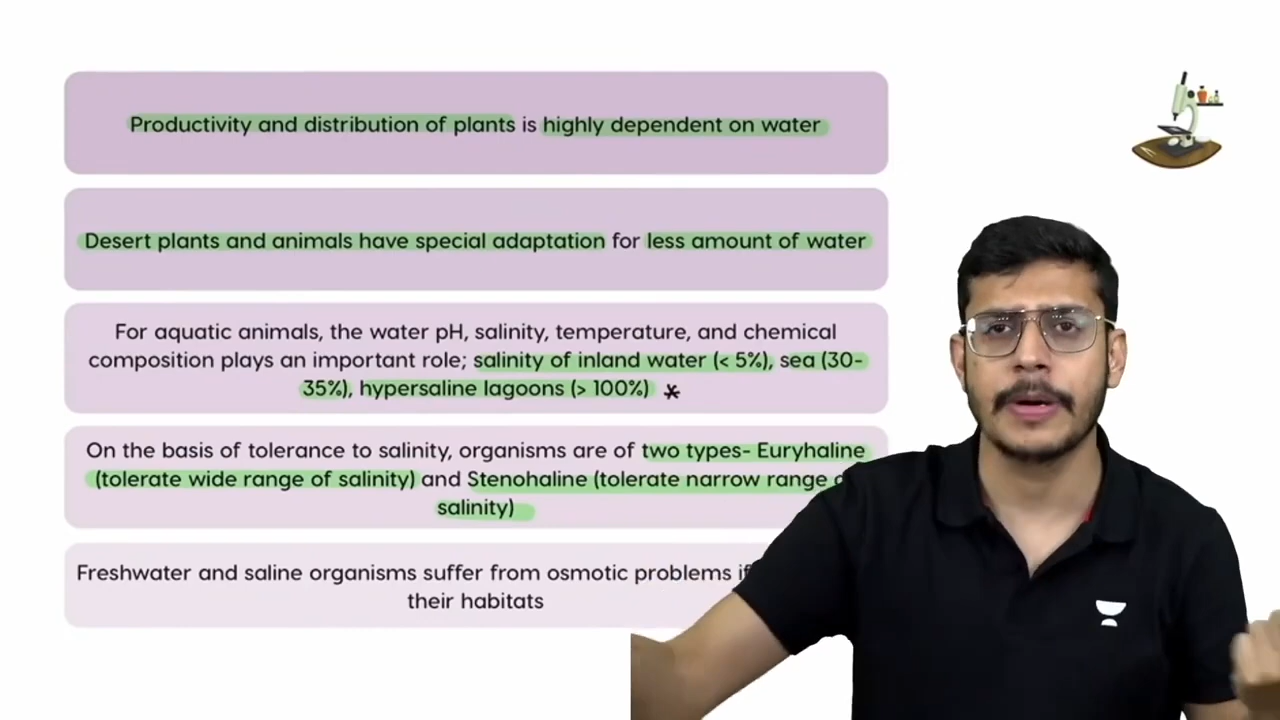 Productivity and distribution of plants is highly dependent on water
Desert plants and animals have special adaptation for less amount of water
For aquatic animals, the water pH, salinity, temperature, and chemical
composition plays an important role; salinity of inland water (< 5%), sea (30-
35%), hypersaline lagoons (> 100%) *
On the basis of tolerance to salinity, organisms are of two types- Euryhaline
(tolerate wide range of salinity) and Stenohaline (tolerate narrow range
salinity)
Freshwater and saline organisms suffer from osmotic problems if
their habitats